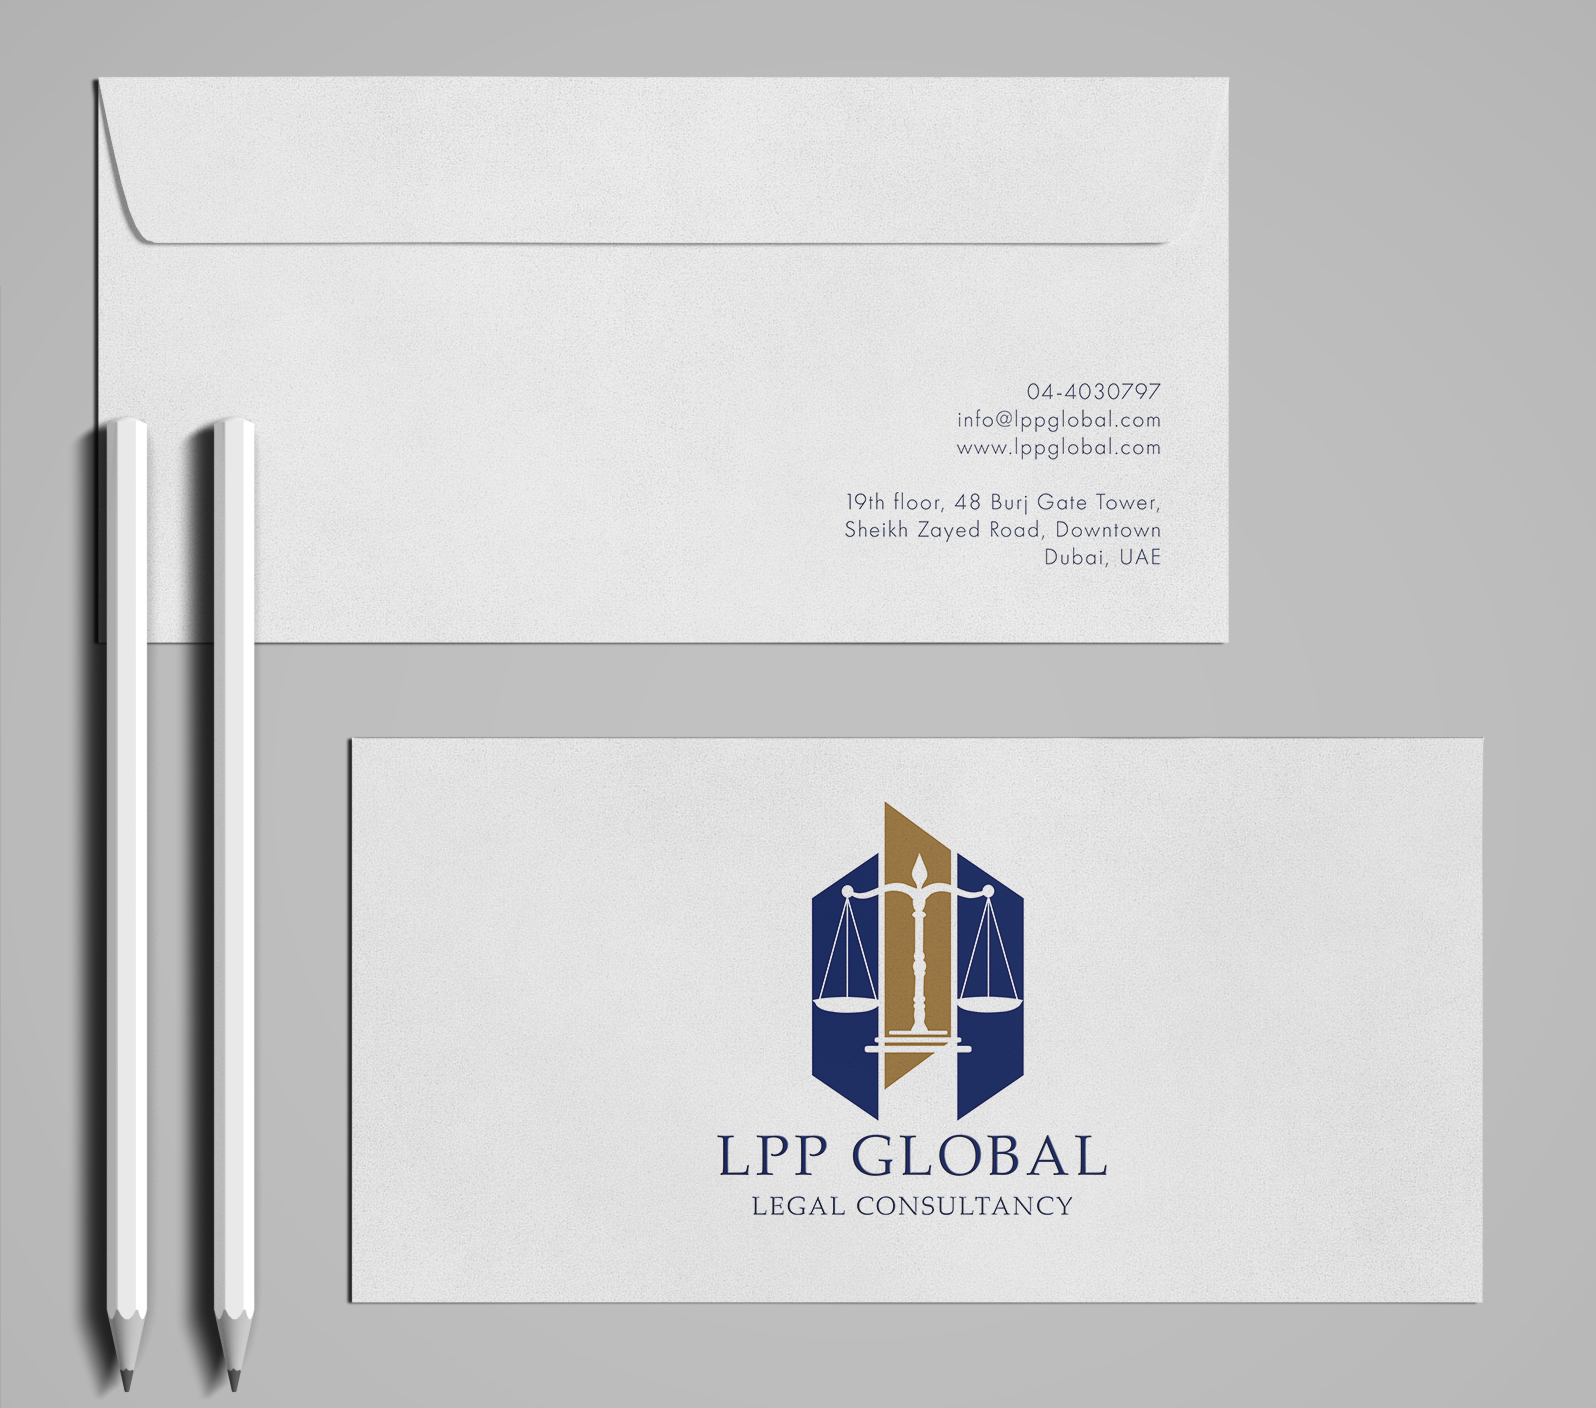 04-4030797
info@lppglobal.com
www.lppglobal.com
19th floor, 48 Burj Gate Tower,
Sheikh Zayed Road, Downtown
Dubai, UAE
LPP GLOBAL
LEGAL CONSULTANCY